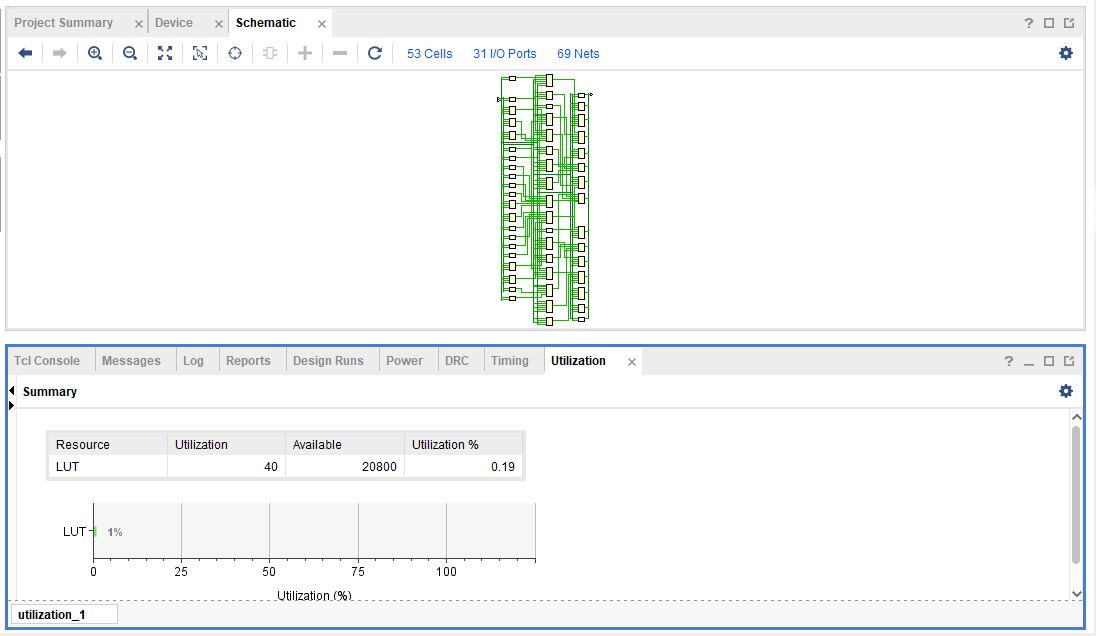 Project Summary × Device × Schematic ×
53 Cells 31 I/O Ports 69 Nets
Tcl Console Messages Log Reports Design Runs Power DRC Timing Utilization ×
Summary
Resource Utilization Available Utilization %
LUT 40 20800 0.19
LUT 1%
0 25 50 75 100
Utilization (%)
utilization_1